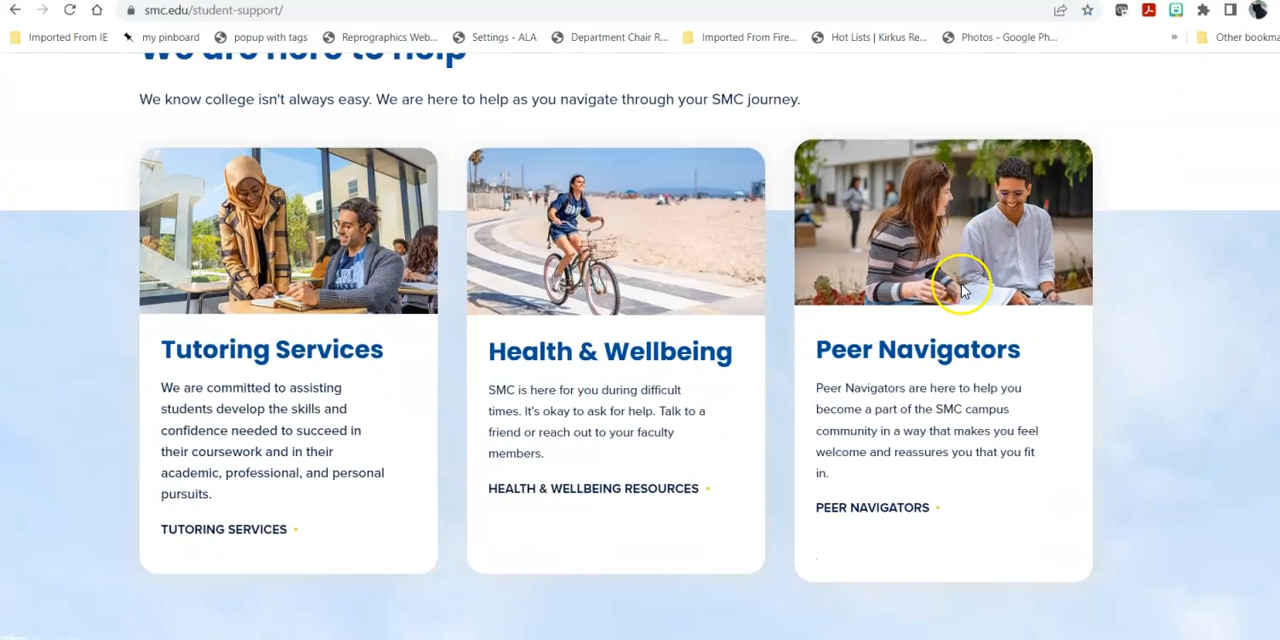 smc.edu/student-support/
Imported From IE
my pinboard
popup with tags
Reprographics Web...
Settings - ALA
Department Chair R...
Imported From Fire...
Hot Lists | Kirkus Re...
Photos - Google Ph...
»
Other bookma
We are here to help
We know college isn't always easy. We are here to help as you navigate through your SMC journey.
Tutoring Services
We are committed to assisting
students develop the skills and
confidence needed to succeed in
their coursework and in their
academic, professional, and personal
pursuits.
TUTORING SERVICES
Health & Wellbeing
SMC is here for you during difficult
times. It's okay to ask for help. Talk to a
friend or reach out to your faculty
members.
HEALTH & WELLBEING RESOURCES
Peer Navigators
Peer Navigators are here to help you
become a part of the SMC campus
community in a way that makes you feel
welcome and reassures you that you fit
in.
PEER NAVIGATORS